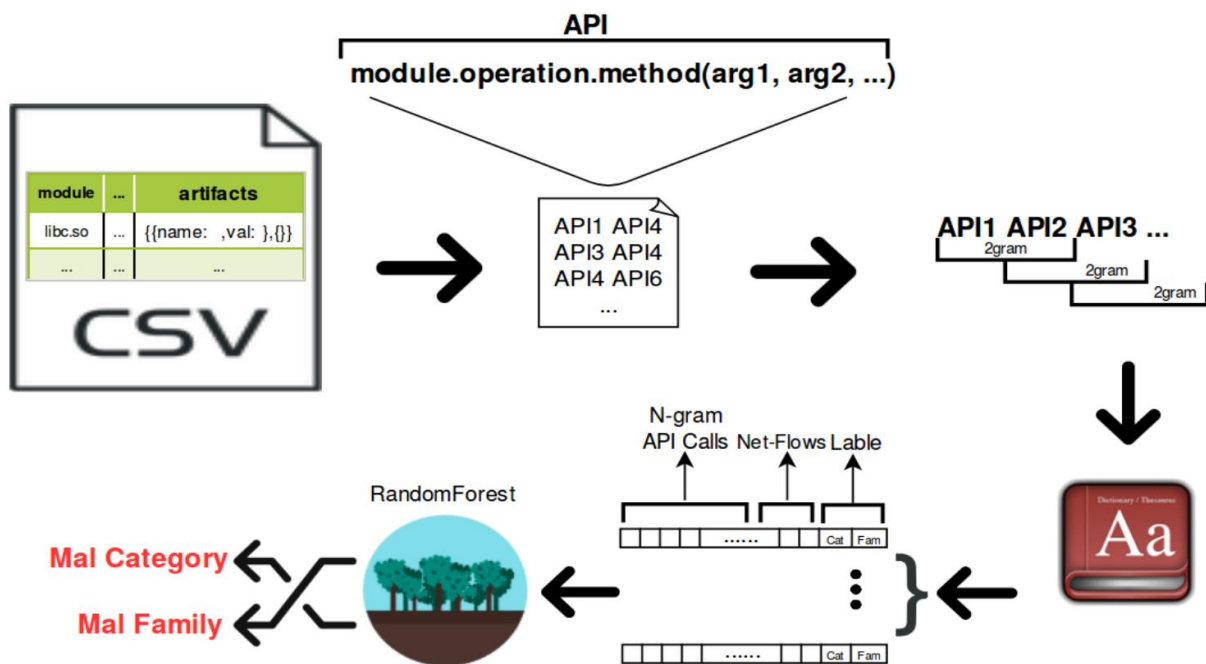 API
module.operation.method(arg1, arg2, ...)
module ... artifacts
libc.so ... {{name: ,val: },{}}
... ... ...
CSV
API1 API4
API3 API4
API4 API6
...
API1 API2 API3 ...
2gram
2gram
2gram
N-gram
API Calls Net-Flows Lable
RandomForest
Mal Category
Mal Family
...... Cat Fam
...... Cat Fam
Dictionary / Thesaurus
Aa